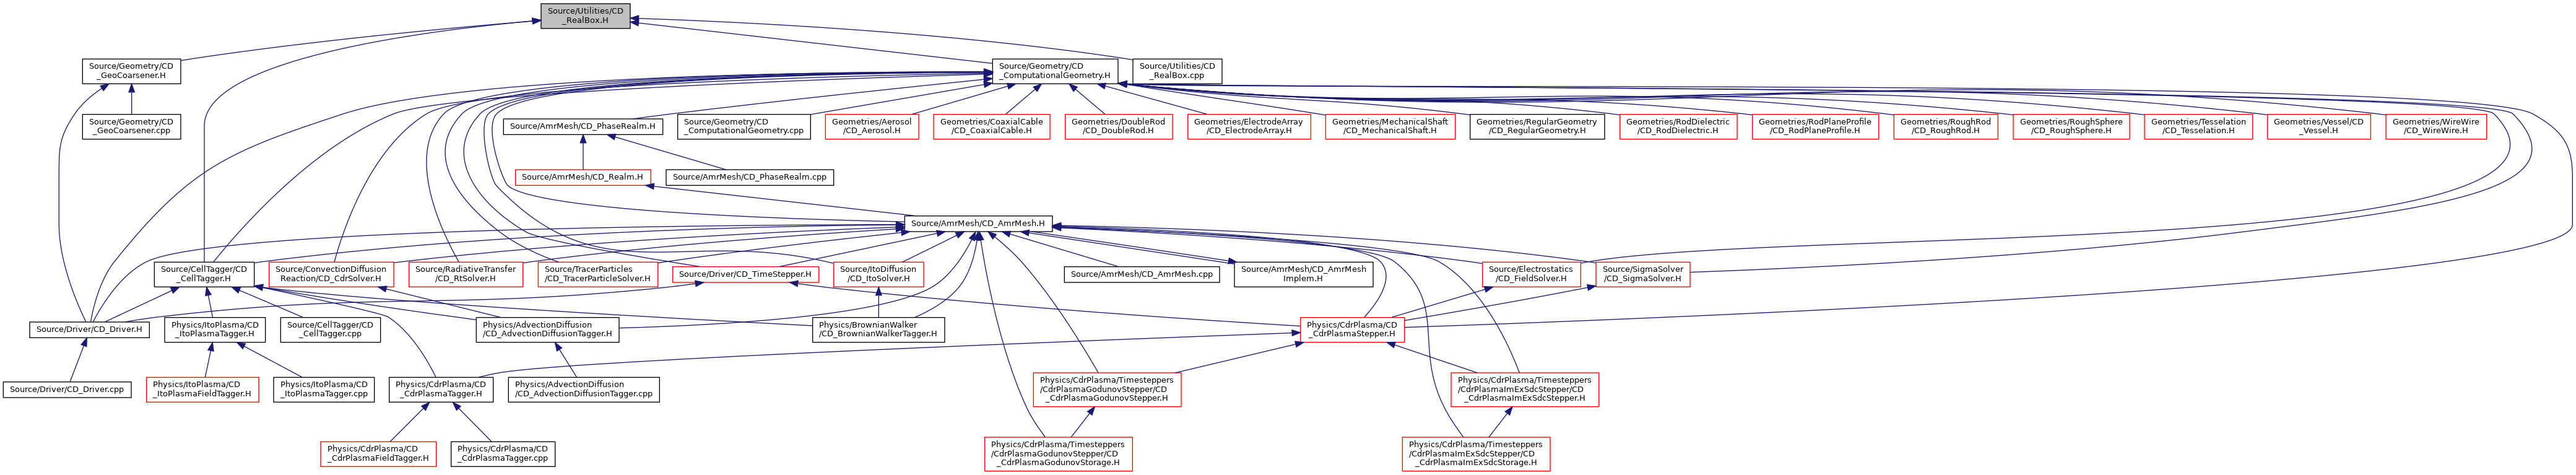 Source/Utilities/CD
_RealBox.H
Source/Geometry/CD
_GeoCoarsener.H
Source/Geometry/CD
_ComputationalGeometry.H
Source/Utilities/CD
_RealBox.cpp
Source/Geometry/CD
_GeoCoarsener.cpp
Source/AmrMesh/CD_PhaseRealm.H
Source/Geometry/CD
_ComputationalGeometry.cpp
Geometries/Aerosol
/CD_Aerosol.H
Geometries/CoaxialCable
/CD_CoaxialCable.H
Geometries/DoubleRod
/CD_DoubleRod.H
Geometries/ElectrodeArray
/CD_ElectrodeArray.H
Geometries/MechanicalShaft
/CD_MechanicalShaft.H
Geometries/RegularGeometry
/CD_RegularGeometry.H
Geometries/RodDielectric
/CD_RodDielectric.H
Geometries/RodPlaneProfile
/CD_RodPlaneProfile.H
Geometries/RoughRod
/CD_RoughRod.H
Geometries/RoughSphere
/CD_RoughSphere.H
Geometries/Tesselation
/CD_Tesselation.H
Geometries/Vessel/CD
_Vessel.H
Geometries/WireWire
/CD_WireWire.H
Source/AmrMesh/CD_Realm.H
Source/AmrMesh/CD_PhaseRealm.cpp
Source/AmrMesh/CD_AmrMesh.H
Source/CellTagger/CD
_CellTagger.H
Source/ConvectionDiffusion
Reaction/CD_CdrSolver.H
Source/RadiativeTransfer
/CD_RtSolver.H
Source/TracerParticles
/CD_TracerParticleSolver.H
Source/Driver/CD_TimeStepper.H
Source/ItoDiffusion
/CD_ItoSolver.H
Source/AmrMesh/CD_AmrMesh.cpp
Source/AmrMesh/CD_AmrMesh
Implem.H
Source/Electrostatics
/CD_FieldSolver.H
Source/SigmaSolver
/CD_SigmaSolver.H
Source/Driver/CD_Driver.H
Physics/ItoPlasma/CD
_ItoPlasmaTagger.H
Source/CellTagger/CD
_CellTagger.cpp
Physics/AdvectionDiffusion
/CD_AdvectionDiffusionTagger.H
Physics/BrownianWalker
/CD_BrownianWalkerTagger.H
Physics/CdrPlasma/CD
_CdrPlasmaStepper.H
Source/Driver/CD_Driver.cpp
Physics/ItoPlasma/CD
_ItoPlasmaFieldTagger.H
Physics/ItoPlasma/CD
_ItoPlasmaTagger.cpp
Physics/CdrPlasma/CD
_CdrPlasmaTagger.H
Physics/AdvectionDiffusion
/CD_AdvectionDiffusionTagger.cpp
Physics/CdrPlasma/Timesteppers
/CdrPlasmaGodunovStepper/CD
_CdrPlasmaGodunovStepper.H
Physics/CdrPlasma/Timesteppers
/CdrPlasmaImExSdcStepper/CD
_CdrPlasmaImExSdcStepper.H
Physics/CdrPlasma/CD
_CdrPlasmaFieldTagger.H
Physics/CdrPlasma/CD
_CdrPlasmaTagger.cpp
Physics/CdrPlasma/Timesteppers
/CdrPlasmaGodunovStepper/CD
_CdrPlasmaGodunovStorage.H
Physics/CdrPlasma/Timesteppers
/CdrPlasmaImExSdcStepper/CD
_CdrPlasmaImExSdcStorage.H